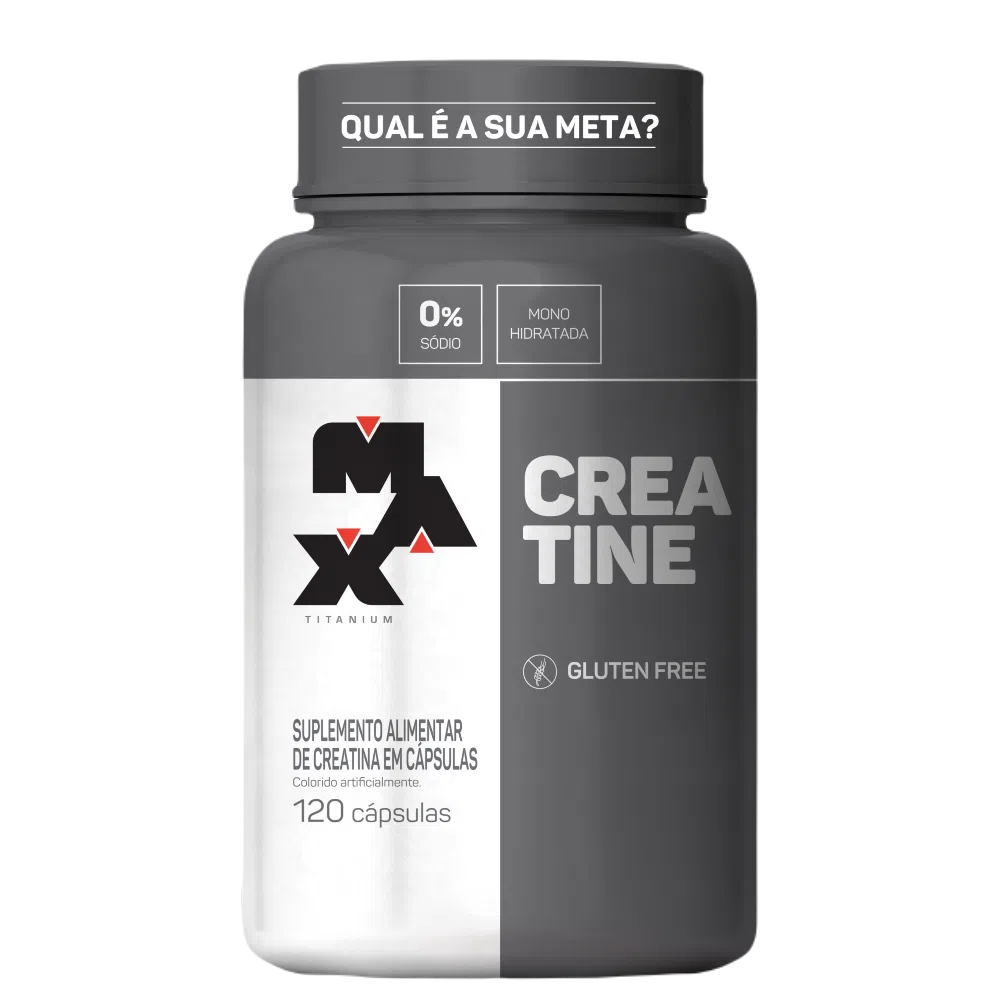 QUAL É A SUA META?
0%
SÓDIO
MONO
HIDRATADA
MAX
TITANIUM
CREA
TINE
GLUTEN FREE
SUPLEMENTO ALIMENTAR
DE CREATINA EM CÁPSULAS
Colorido artificialmente.
120 cápsulas